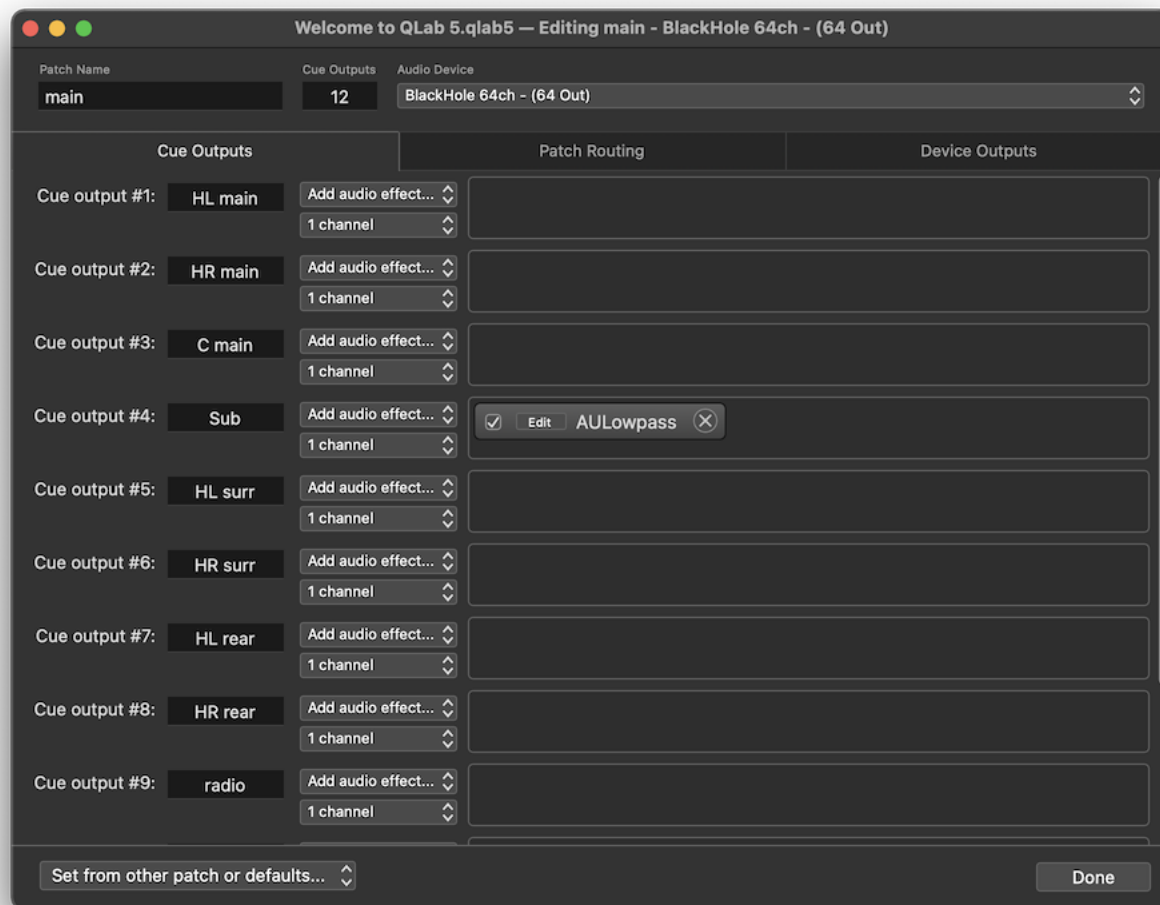 Welcome to QLab 5.qlab5 — Editing main - BlackHole 64ch - (64 Out)
Patch Name Cue Outputs Audio Device
main 12 BlackHole 64ch - (64 Out)
Cue Outputs Patch Routing Device Outputs
Cue output #1: HL main Add audio effect...
1 channel
Cue output #2: HR main Add audio effect...
1 channel
Cue output #3: C main Add audio effect...
1 channel
Cue output #4: Sub Add audio effect... Edit AULowpass
1 channel
Cue output #5: HL surr Add audio effect...
1 channel
Cue output #6: HR surr Add audio effect...
1 channel
Cue output #7: HL rear Add audio effect...
1 channel
Cue output #8: HR rear Add audio effect...
1 channel
Cue output #9: radio Add audio effect...
1 channel
Set from other patch or defaults... Done